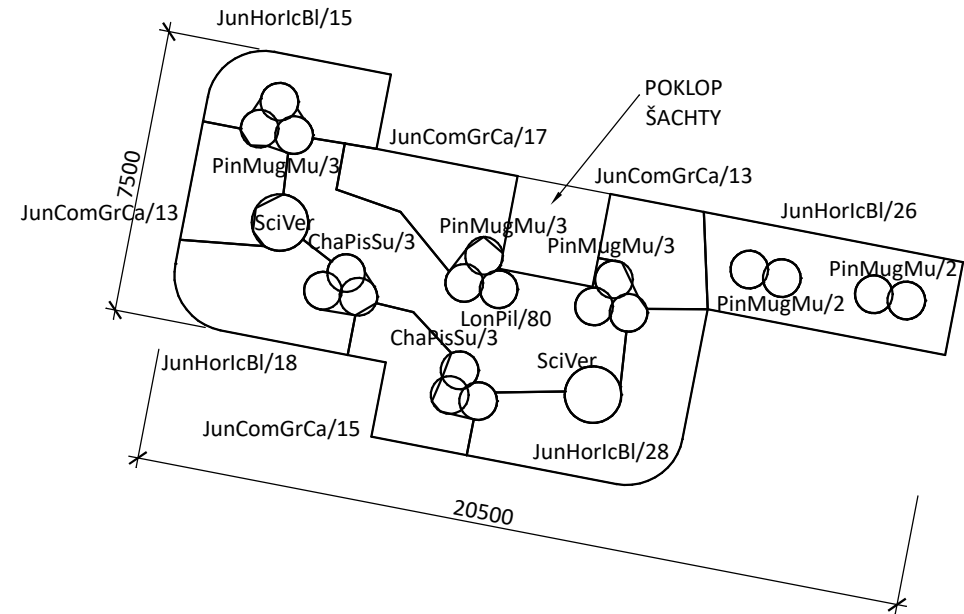 JunHorIcBl/15
POKLOP
ŠACHTY
JunComGrCa/17
7500
PinMugMu/3
JunComGrCa/13
JunComGrCa/13
JunHorIcBl/26
SciVer
PinMugMu/3
ChaPisSu/3
PinMugMu/3
PinMugMu/2
PinMugMu/2
LonPil/80
ChaPisSu/3
JunHorIcBl/18
SciVer
JunComGrCa/15
JunHorIcBl/28
20500